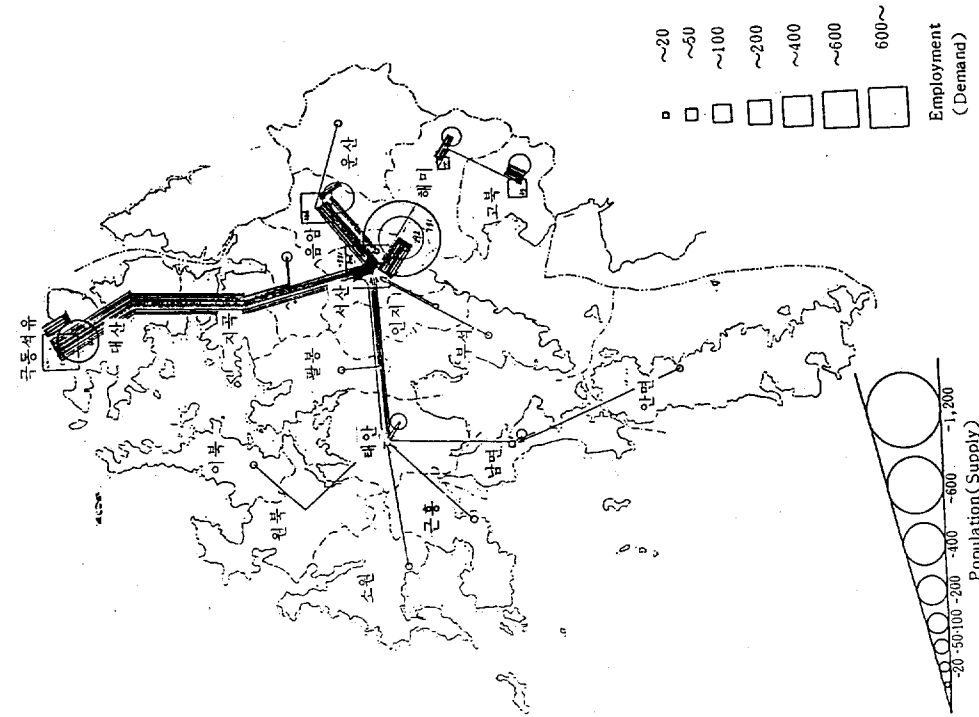 극동석유
대산
지곡
운산
음암
해미
고북
서산
인지
부석
팔봉
태안
이북
원북
소원
근흥
남면
안면
~20
~50
~100
~200
~400
~600
600~
Employment
(Demand)
-20 -50-100 -200 -400 -600 -1,200
Population(Supply)